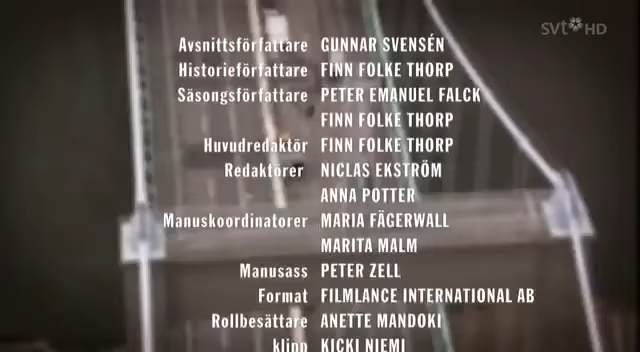 svt HD
Avsnittsförfattare GUNNAR SVENSÉN
Historieförfattare FINN FOLKE THORP
Säsongsförfattare PETER EMANUEL FALCK
FINN FOLKE THORP
Huvudredaktör FINN FOLKE THORP
Redaktörer NICLAS EKSTRÖM
ANNA POTTER
Manuskoordinatorer MARIA FÄGERWALL
MARITA MALM
Manusass PETER ZELL
Format FILMLANCE INTERNATIONAL AB
Rollbesättare ANETTE MANDOKI
klipp KICKI NIEMI